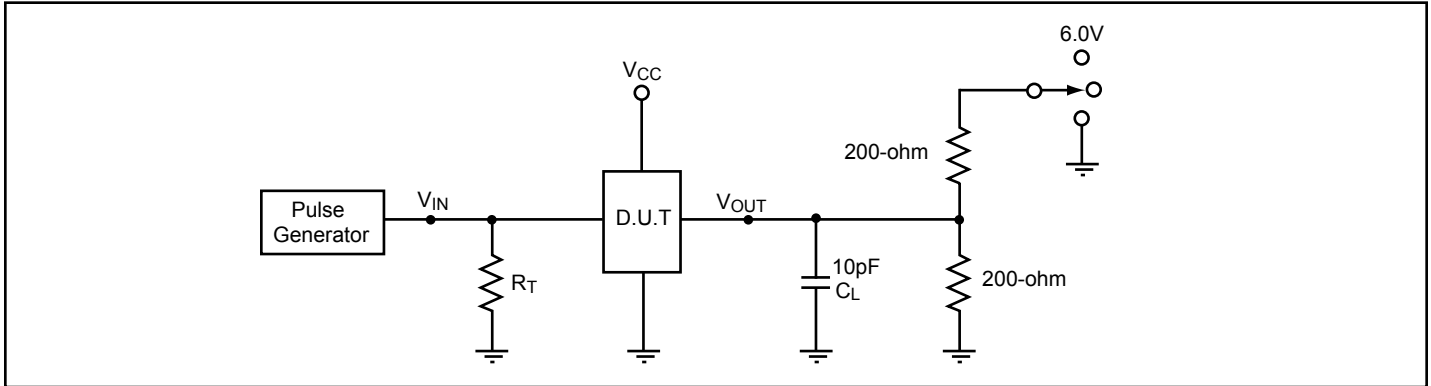 6.0V
VCC
200-ohm
Pulse
Generator
VIN
D.U.T
VOUT
RT
10pF
CL
200-ohm